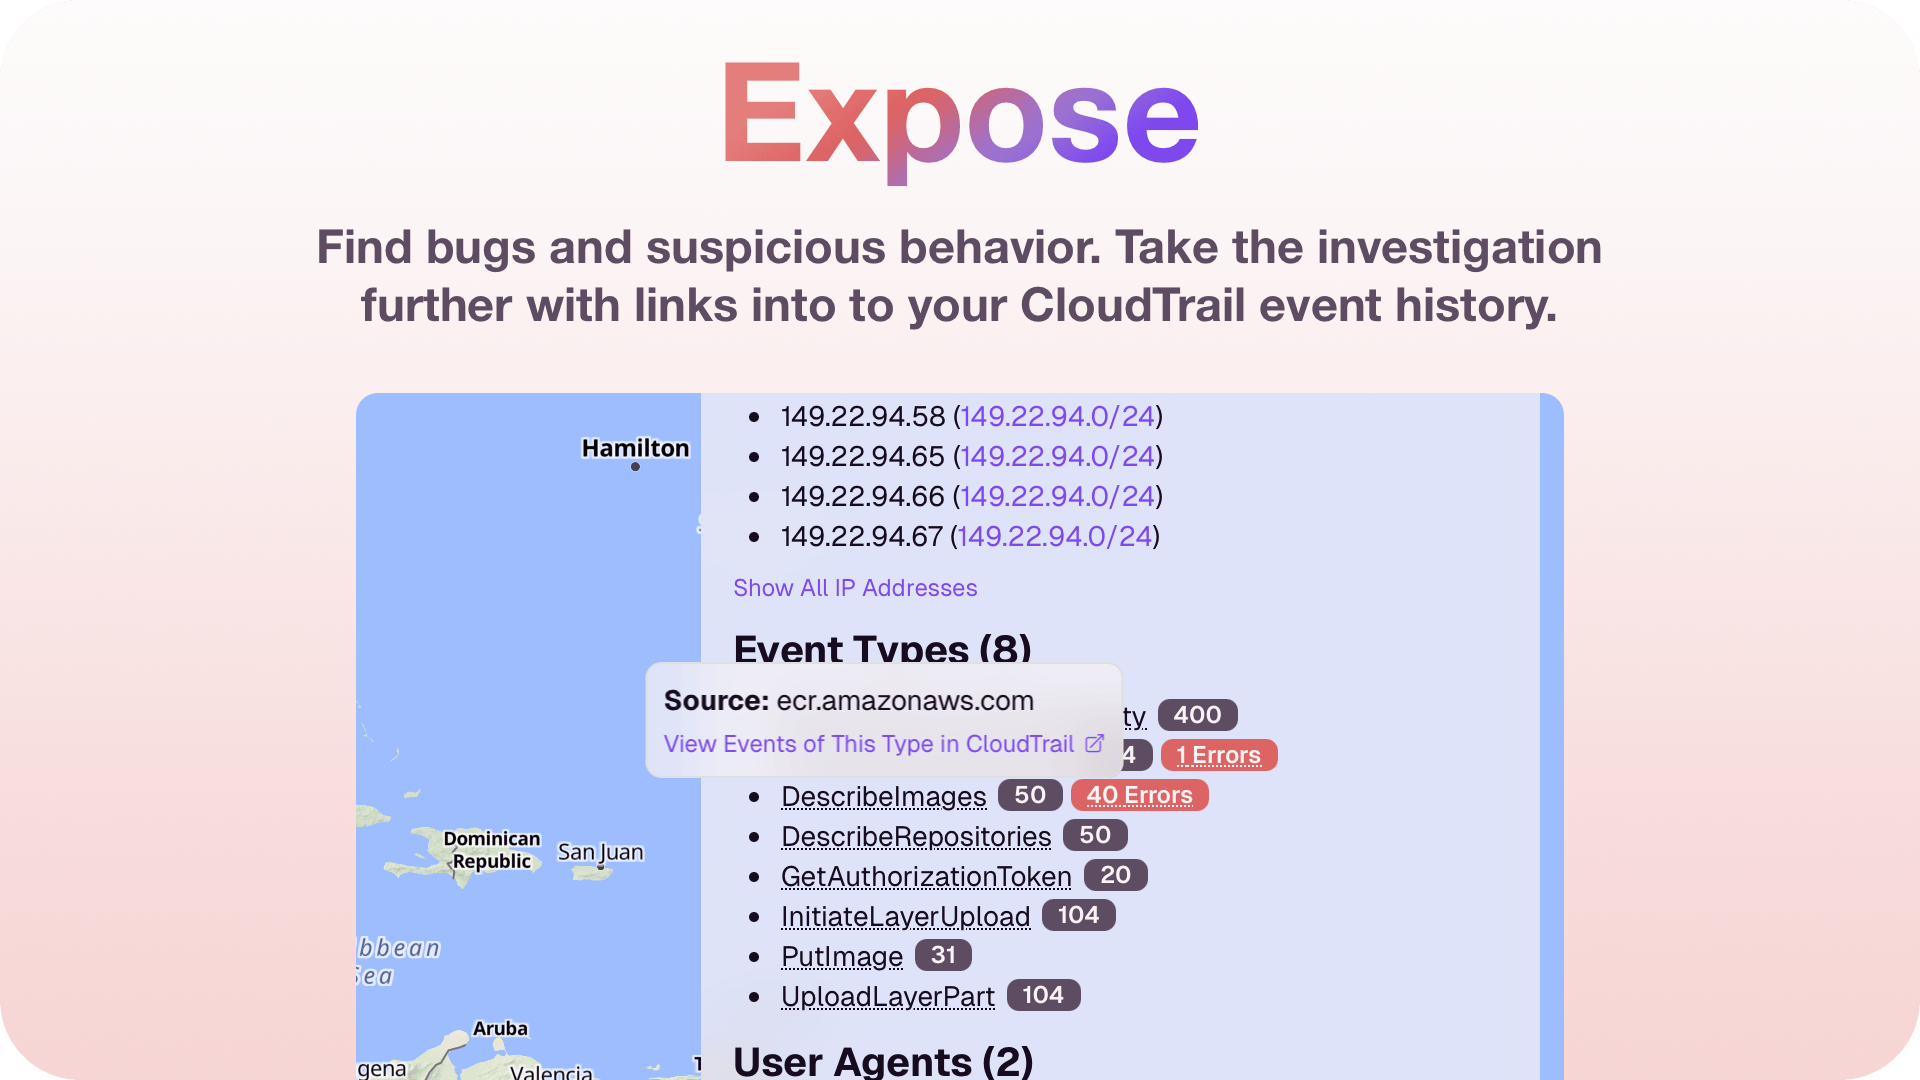 Expose
Find bugs and suspicious behavior. Take the investigation
further with links into to your CloudTrail event history.
Hamilton
Dominican
Republic
San Juan
bbean
Sea
Aruba
gena
Valencia
149.22.94.58 (149.22.94.0/24)
149.22.94.65 (149.22.94.0/24)
149.22.94.66 (149.22.94.0/24)
149.22.94.67 (149.22.94.0/24)
Show All IP Addresses
Event Types (8)
Source: ecr.amazonaws.com
View Events of This Type in CloudTrail
ty 400
4 1 Errors
DescribeImages 50 40 Errors
DescribeRepositories 50
GetAuthorizationToken 20
InitiateLayerUpload 104
PutImage 31
UploadLayerPart 104
User Agents (2)